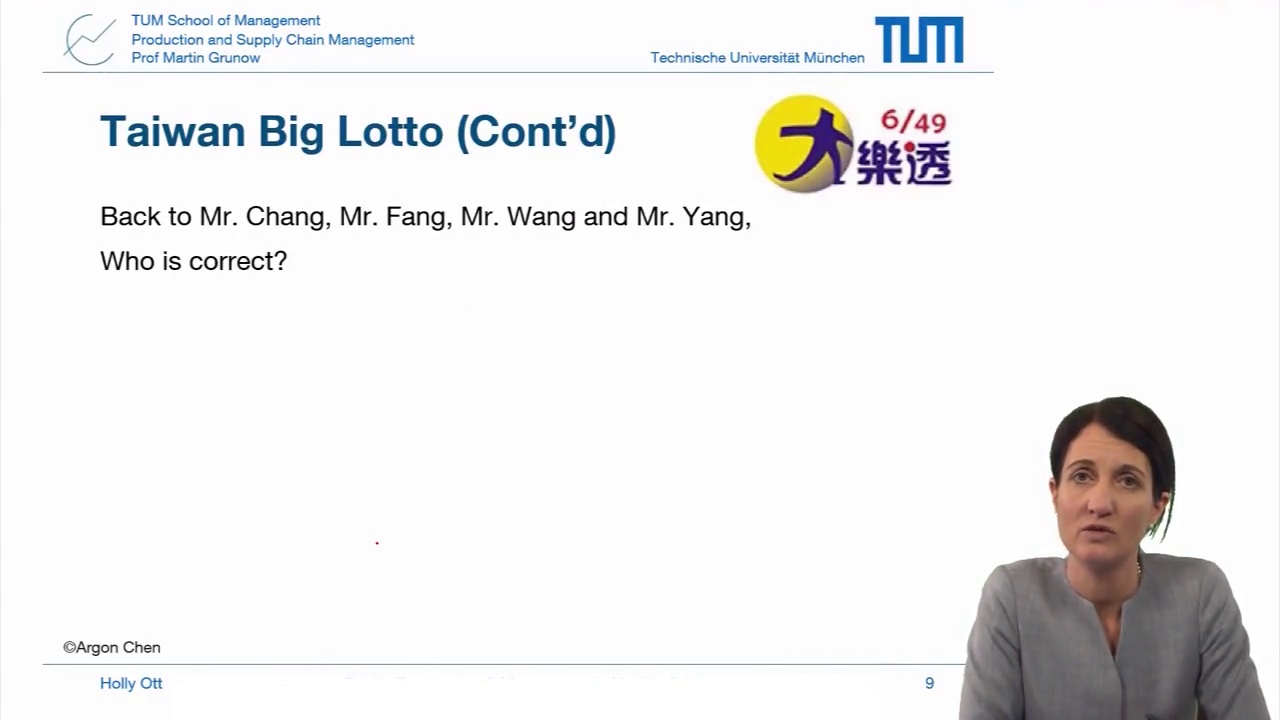 TUM School of Management
Production and Supply Chain Management
Prof Martin Grunow
Technische Universität München
TUM
Taiwan Big Lotto (Cont’d)
6/49
大樂透
Back to Mr. Chang, Mr. Fang, Mr. Wang and Mr. Yang,
Who is correct?
©Argon Chen
Holly Ott
9